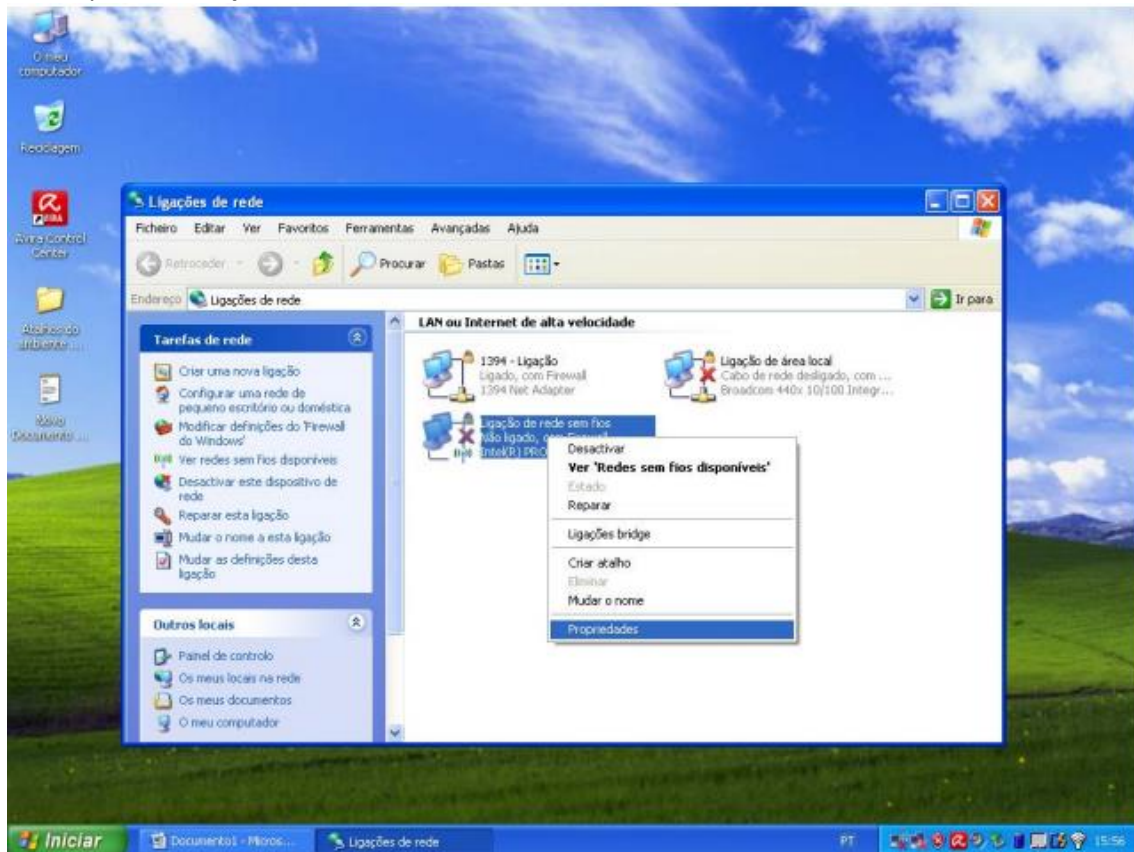 O meu
computador
Reciclagem
AVIRA
Avira Control
Center
Atalhos do
ambiente ...
Novo
Documento ...
Ligações de rede
Ficheiro Editar Ver Favoritos Ferramentas Avançadas Ajuda
Retroceder Procurar Pastas
Endereço Ligações de rede Ir para
Tarefas de rede
Criar uma nova ligação
Configurar uma rede de
pequeno escritório ou doméstica
Modificar definições do 'Firewall
do Windows'
Ver redes sem fios disponíveis
Desactivar este dispositivo de
rede
Reparar esta ligação
Mudar o nome a esta ligação
Mudar as definições desta
ligação
Outros locais
Painel de controlo
Os meus locais na rede
Os meus documentos
O meu computador
LAN ou Internet de alta velocidade
1394 - Ligação
Ligado, com Firewall
1394 Net Adapter
Ligação de área local
Cabo de rede desligado, com ...
Broadcom 440x 10/100 Integr...
Ligação de rede sem fios
Não ligado, com Firewall
Intel(R) PRO
Desactivar
Ver 'Redes sem fios disponíveis'
Estado
Reparar
Ligações bridge
Criar atalho
Eliminar
Mudar o nome
Propriedades
Iniciar
Documento1 - Micros...
Ligações de rede
PT
15:56